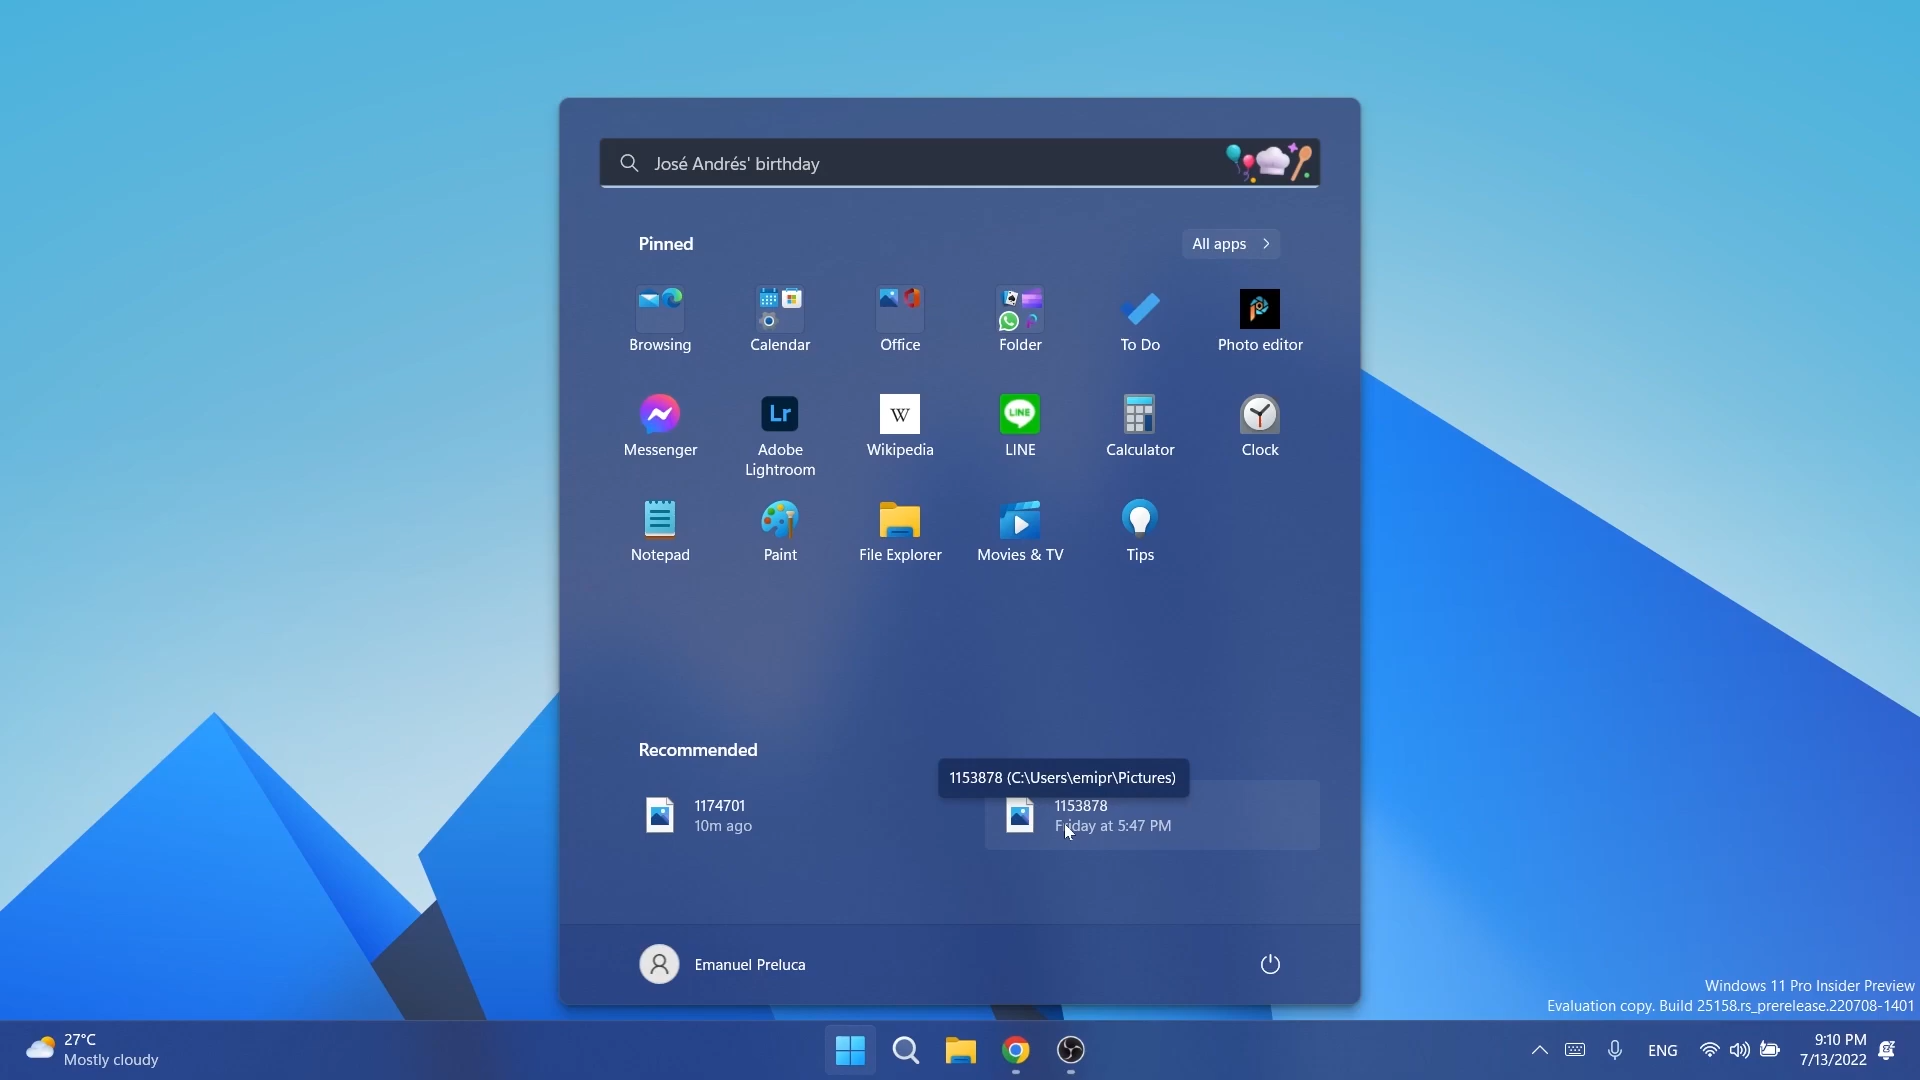 José Andrés' birthday
Pinned
All apps
Browsing
Calendar
Office
Folder
To Do
Photo editor
Messenger
Lr
Adobe
Lightroom
W
Wikipedia
LINE
LINE
Calculator
Clock
Notepad
Paint
File Explorer
Movies & TV
Tips
Recommended
1153878 (C:\Users\emipr\Pictures)
1174701
10m ago
1153878
Friday at 5:47 PM
Emanuel Preluca
Windows 11 Pro Insider Preview
Evaluation copy. Build 25158.rs_prerelease.220708-1401
27°C
Mostly cloudy
ENG
9:10 PM
7/13/2022